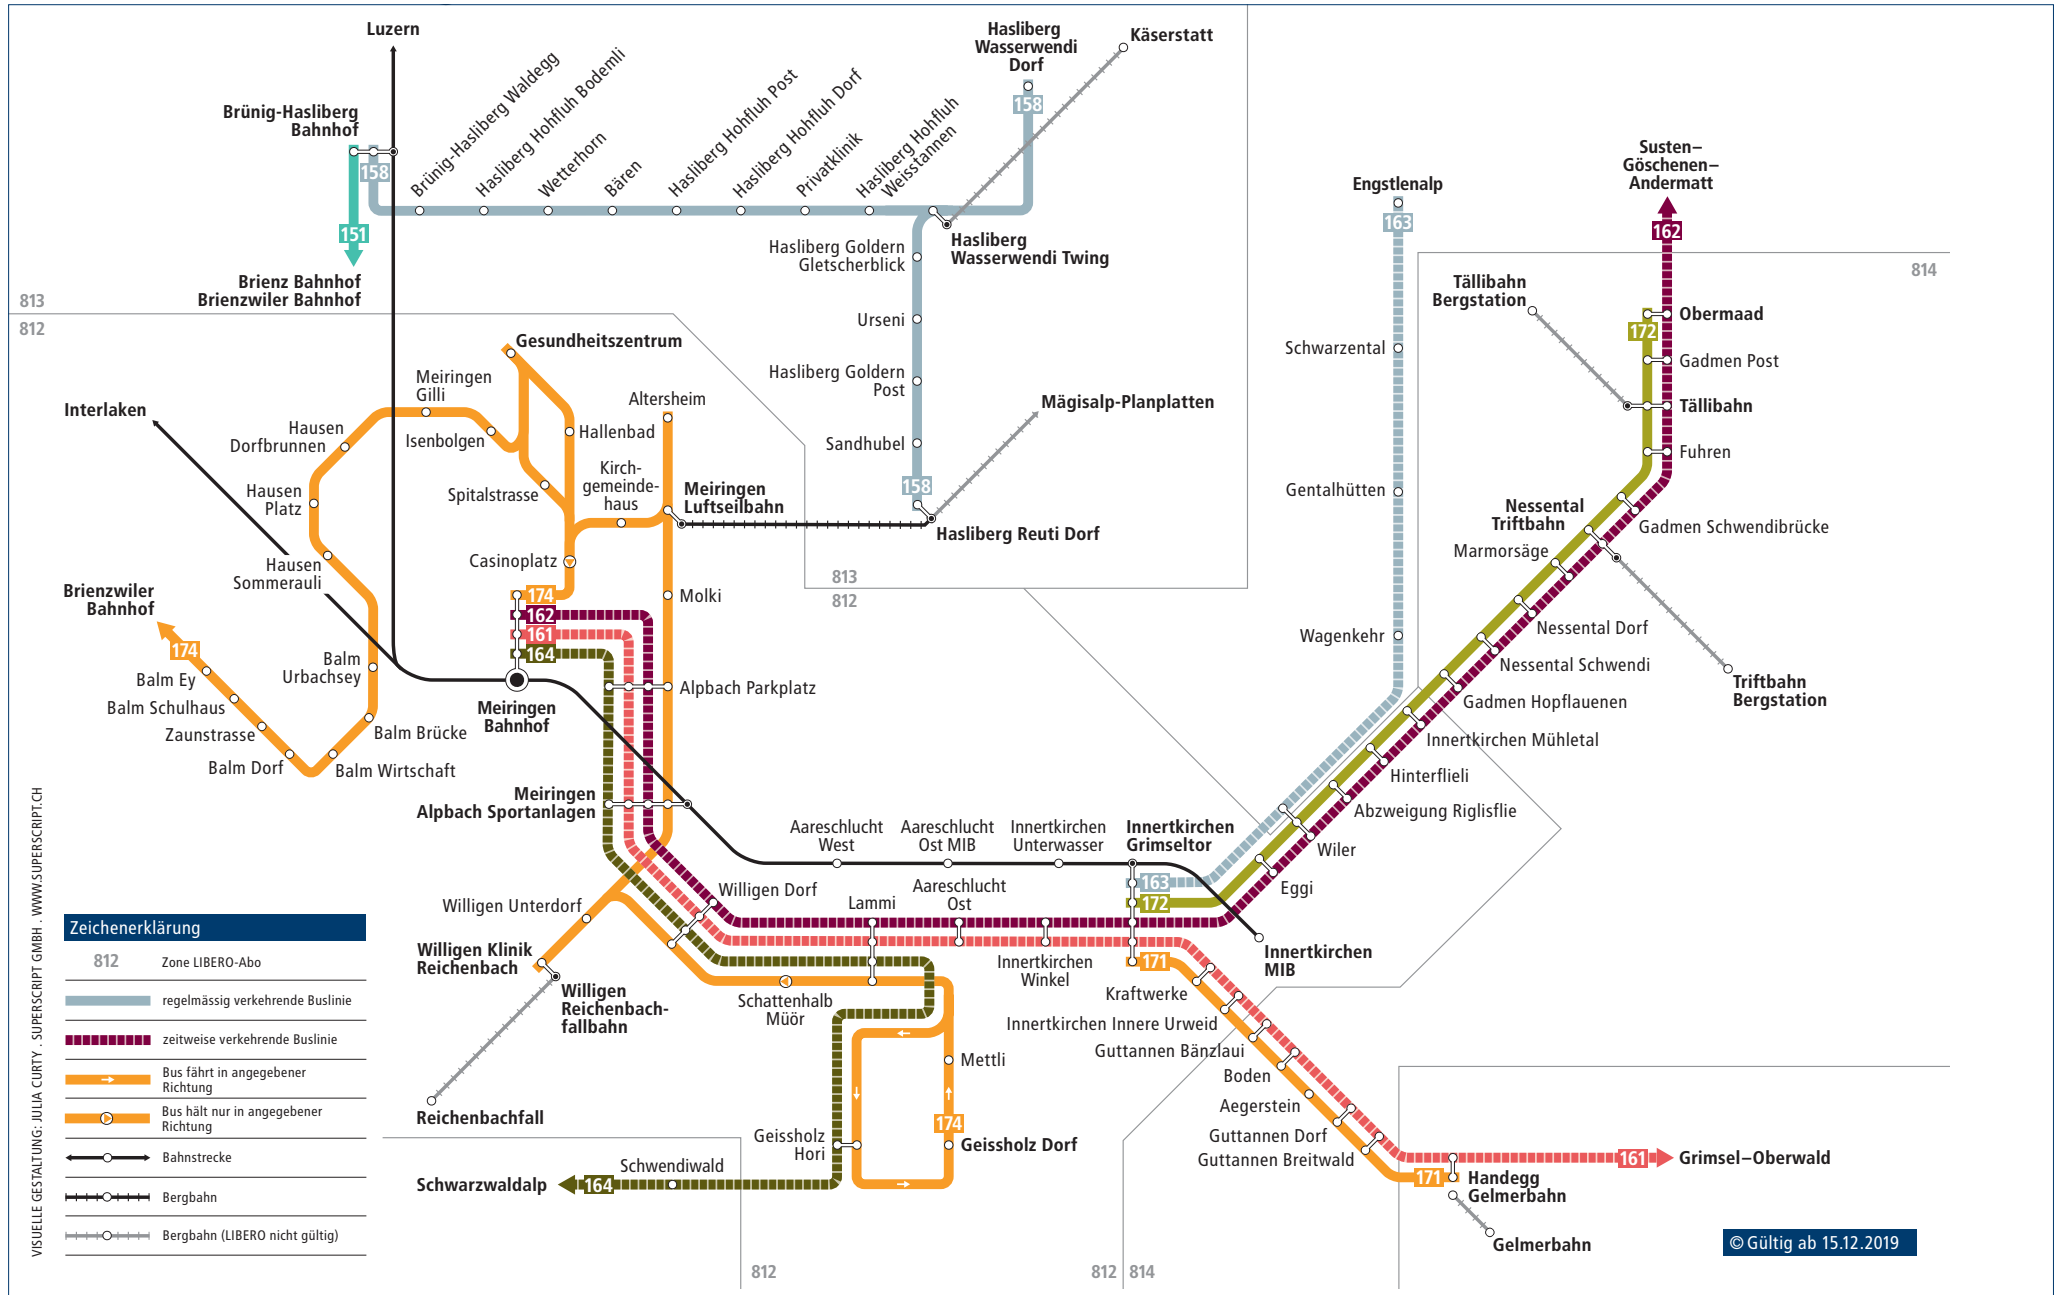 Luzern
Brünig-Hasliberg
Bahnhof
158
151
Brienz Bahnhof
Brienzwiler Bahnhof
Brünig-Hasliberg Waldegg
Hasliberg Hohfluh Bodemli
Wetterhorn
Bären
Hasliberg Hohfluh Post
Hasliberg Hohfluh Dorf
Privatklinik
Hasliberg Hohfluh
Weisstannen
Hasliberg
Wasserwendi
Dorf
158
Käserstatt
Hasliberg
Wasserwendi Twing
Hasliberg Goldern
Gletscherblick
Urseni
Hasliberg Goldern
Post
Sandhubel
158
Mägisalp-Planplatten
Hasliberg Reuti Dorf
813
812
813
812
Engstlenalp
163
Schwarzental
Gentalhütten
Wagenkehr
Susten–
Göschenen–
Andermatt
162
814
Tällibahn
Bergstation
172
Obermaad
Gadmen Post
Tällibahn
Fuhren
Gadmen Schwendibrücke
Nessental
Triftbahn
Marmorsäge
Nessental Dorf
Nessental Schwendi
Triftbahn
Bergstation
Gadmen Hopflauenen
Innertkirchen Mühletal
Hinterflieli
Abzweigung Riglisflie
Wiler
Eggi
Interlaken
Gesundheitszentrum
Meiringen
Gilli
Isenbolgen
Hausen
Dorfbrunnen
Hausen
Platz
Hausen
Sommerauli
Spitalstrasse
Hallenbad
Altersheim
Kirch-
gemeinde-
haus
Meiringen
Luftseilbahn
Casinoplatz
Molki
174
162
161
164
Meiringen
Bahnhof
Alpbach Parkplatz
Brienzwiler
Bahnhof
174
Balm Ey
Balm Schulhaus
Zaunstrasse
Balm Dorf
Balm
Urbachsey
Balm Brücke
Balm Wirtschaft
Meiringen
Alpbach Sportanlagen
Aareschlucht
West
Aareschlucht
Ost MIB
Innertkirchen
Unterwasser
Innertkirchen
Grimseltor
163
172
171
Innertkirchen
MIB
Willigen Dorf
Lammi
Aareschlucht
Ost
Innertkirchen
Winkel
Willigen Unterdorf
Willigen Klinik
Reichenbach
Willigen
Reichenbach-
fallbahn
Reichenbachfall
Schattenhalb
Müör
Mettli
174
Geissholz Dorf
Geissholz
Hori
Schwendiwald
164
Schwarzwaldalp
Kraftwerke
Innertkirchen Innere Urweid
Guttannen Bänzlaui
Boden
Aegerstein
Guttannen Dorf
Guttannen Breitwald
161
Grimsel–Oberwald
171
Handegg
Gelmerbahn
Gelmerbahn
812
812
814
Zeichenerklärung
812 Zone LIBERO-Abo
regelmässig verkehrende Buslinie
zeitweise verkehrende Buslinie
Bus fährt in angegebener
Richtung
Bus hält nur in angegebener
Richtung
Bahnstrecke
Bergbahn
Bergbahn (LIBERO nicht gültig)
VISUELLE GESTALTUNG: JULIA CURTY . SUPERSCRIPT GMBH . WWW.SUPERSCRIPT.CH
© Gültig ab 15.12.2019